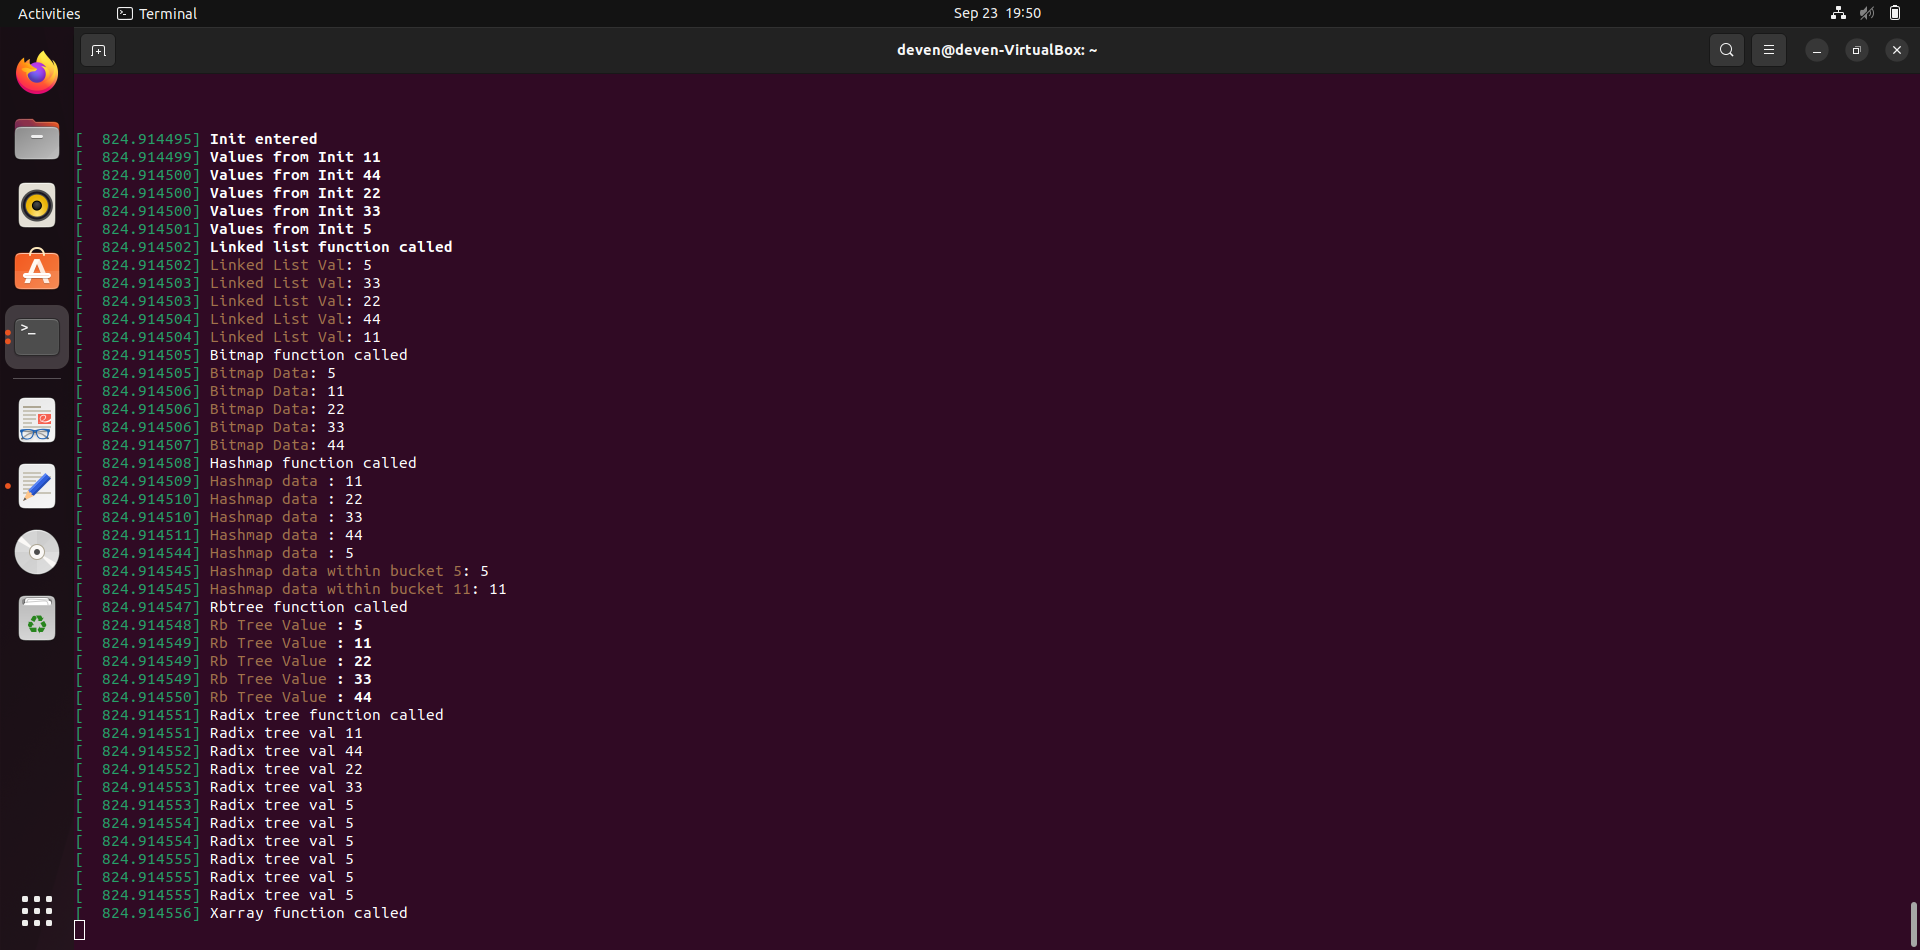 Activities Terminal Sep 23 19:50
deven@deven-VirtualBox: ~
[  824.914495] Init entered
[  824.914499] Values from Init 11
[  824.914500] Values from Init 44
[  824.914500] Values from Init 22
[  824.914500] Values from Init 33
[  824.914501] Values from Init 5
[  824.914502] Linked list function called
[  824.914502] Linked List Val: 5
[  824.914503] Linked List Val: 33
[  824.914503] Linked List Val: 22
[  824.914504] Linked List Val: 44
[  824.914504] Linked List Val: 11
[  824.914505] Bitmap function called
[  824.914505] Bitmap Data: 5
[  824.914506] Bitmap Data: 11
[  824.914506] Bitmap Data: 22
[  824.914506] Bitmap Data: 33
[  824.914507] Bitmap Data: 44
[  824.914508] Hashmap function called
[  824.914509] Hashmap data : 11
[  824.914510] Hashmap data : 22
[  824.914510] Hashmap data : 33
[  824.914511] Hashmap data : 44
[  824.914544] Hashmap data : 5
[  824.914545] Hashmap data within bucket 5: 5
[  824.914545] Hashmap data within bucket 11: 11
[  824.914547] Rbtree function called
[  824.914548] Rb Tree Value : 5
[  824.914549] Rb Tree Value : 11
[  824.914549] Rb Tree Value : 22
[  824.914549] Rb Tree Value : 33
[  824.914550] Rb Tree Value : 44
[  824.914551] Radix tree function called
[  824.914551] Radix tree val 11
[  824.914552] Radix tree val 44
[  824.914552] Radix tree val 22
[  824.914553] Radix tree val 33
[  824.914553] Radix tree val 5
[  824.914554] Radix tree val 5
[  824.914554] Radix tree val 5
[  824.914555] Radix tree val 5
[  824.914555] Radix tree val 5
[  824.914555] Radix tree val 5
[  824.914556] Xarray function called